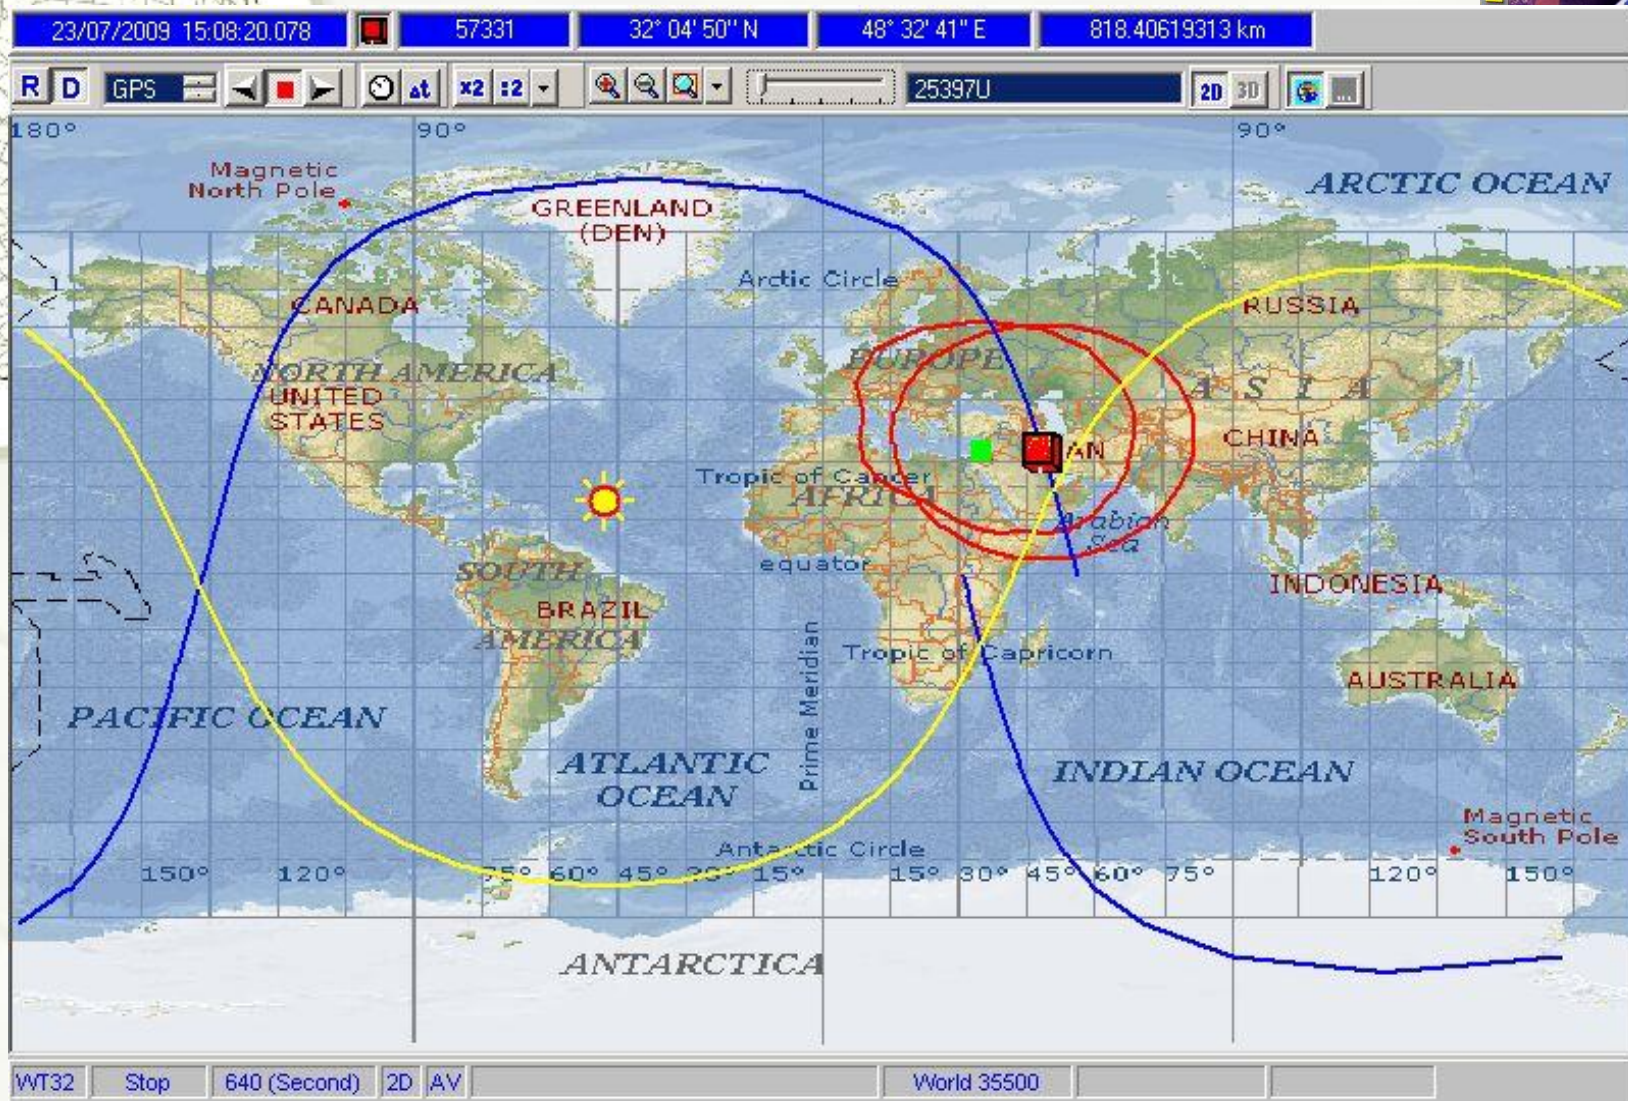 23/07/2009 15:08:20.078 57331 32° 04' 50" N 48° 32' 41" E 818.40619313 km
R D GPS Δt x2 :2 25397U 2D 3D ...
180° 90° 90°
Magnetic
North Pole
ARCTIC OCEAN
GREENLAND
(DEN)
Arctic Circle
CANADA RUSSIA
NORTH AMERICA EUROPE ASIA
UNITED
STATES
CHINA
AN
Tropic of Cancer
AFRICA
Arabian
Sea
equator
SOUTH
AMERICA
BRAZIL
INDONESIA
Tropic of Capricorn
Prime Meridian
AUSTRALIA
PACIFIC OCEAN
ATLANTIC
OCEAN
INDIAN OCEAN
Magnetic
South Pole
Antarctic Circle
150° 120° 75° 60° 45° 30° 15° 15° 30° 45° 60° 75° 120° 150°
ANTARCTICA
WT32 Stop 640 (Second) 2D AV World 35500